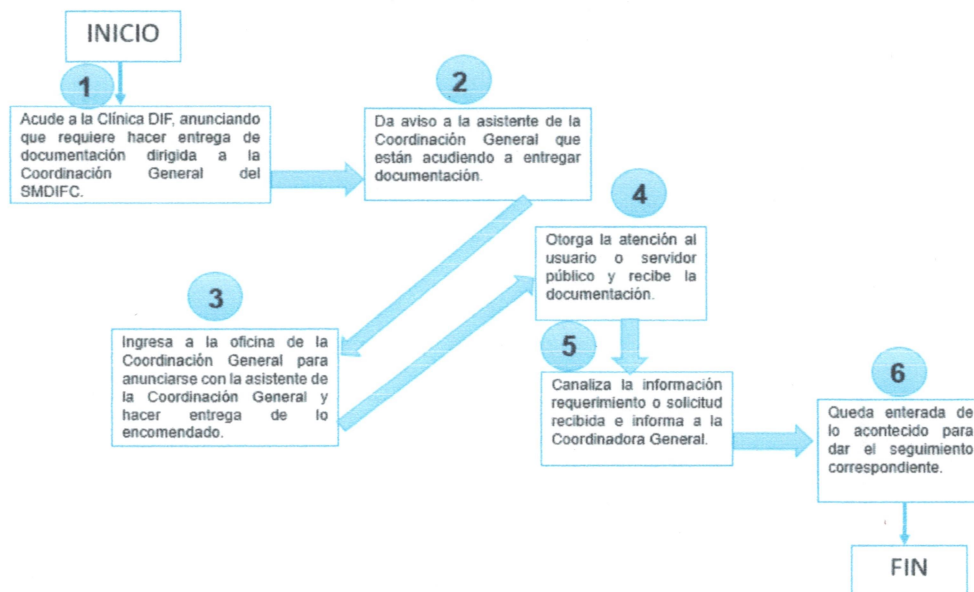 INICIO
1
Acude a la Clínica DIF, anunciando
que requiere hacer entrega de
documentación dirigida a la
Coordinación General del
SMDIFC.
2
Da aviso a la asistente de la
Coordinación General que
están acudiendo a entregar
documentación.
3
Ingresa a la oficina de la
Coordinación General para
anunciarse con la asistente de
la Coordinación General y
hacer entrega de lo
encomendado.
4
Otorga la atención al
usuario o servidor
público y recibe la
documentación.
5
Canaliza la información
requerimiento o solicitud
recibida e informa a la
Coordinadora General.
6
Queda enterada de
lo acontecido para
dar el seguimiento
correspondiente.
FIN